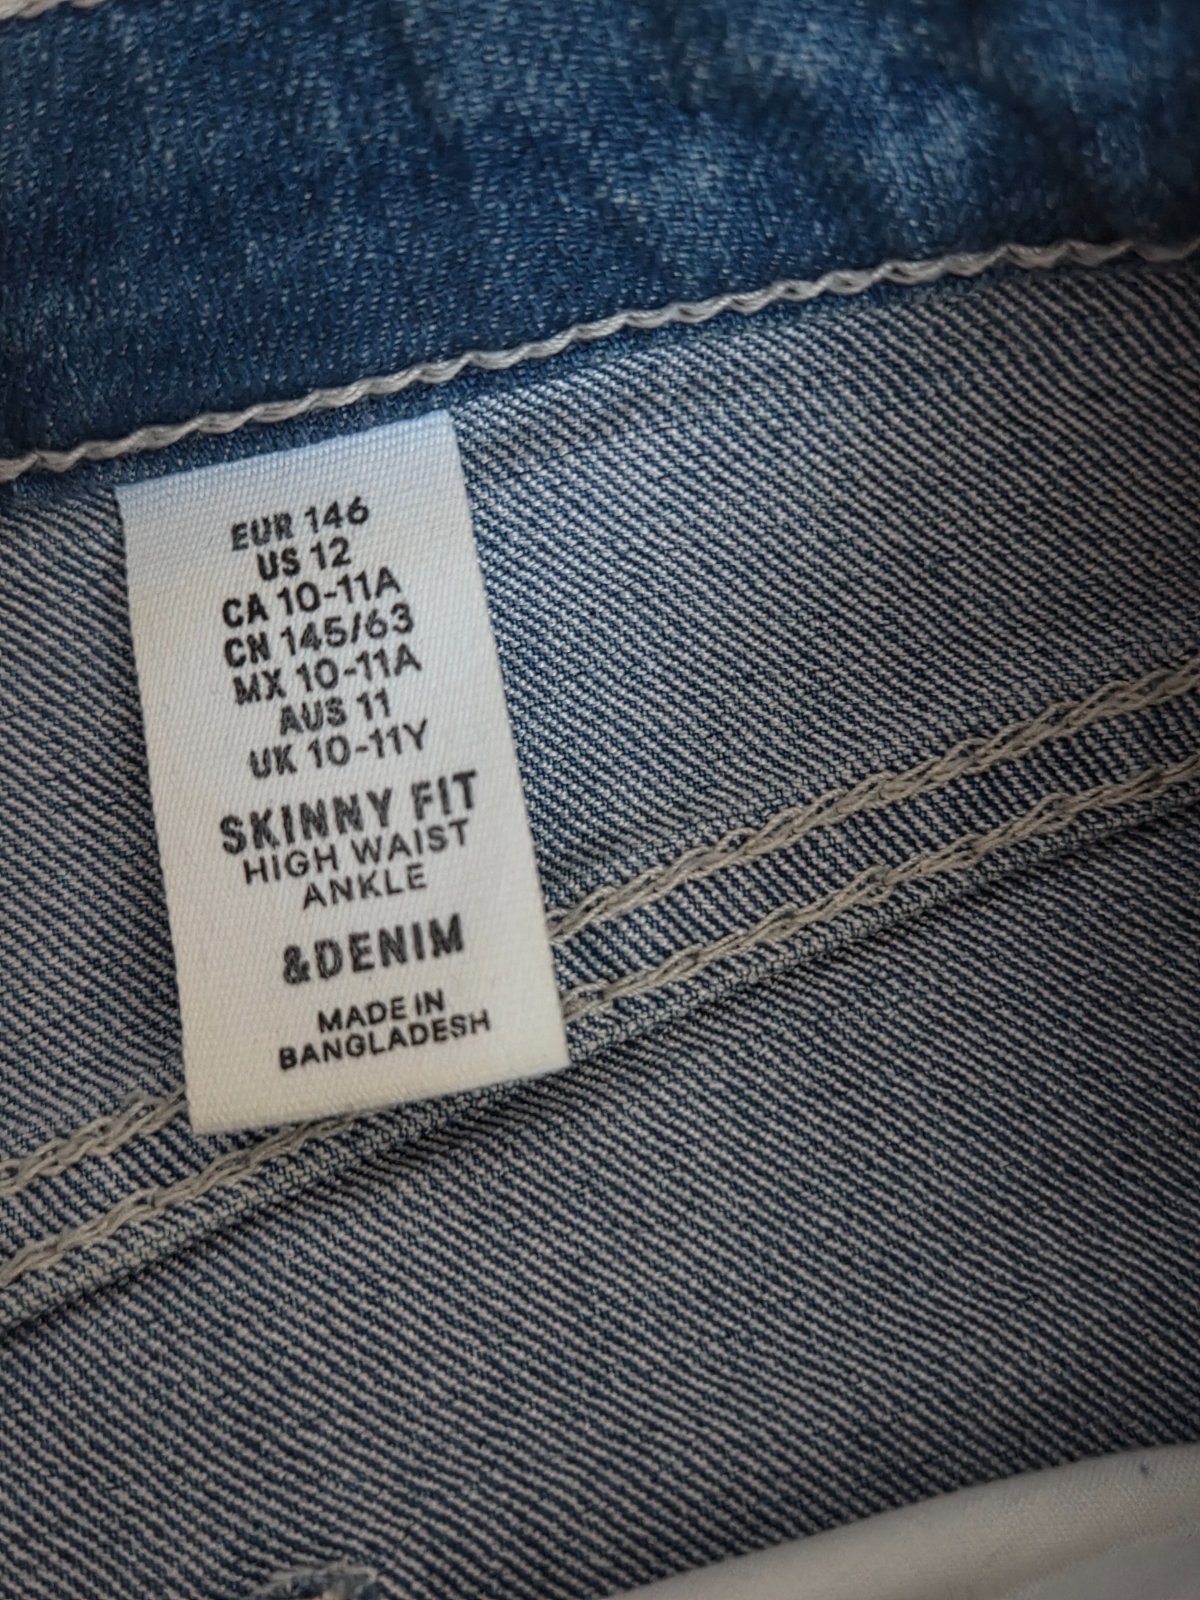 EUR 146
US 12
CA 10-11A
CN 145/63
MX 10-11A
AUS 11
UK 10-11Y
SKINNY FIT
HIGH WAIST
ANKLE
&DENIM
MADE IN
BANGLADESH